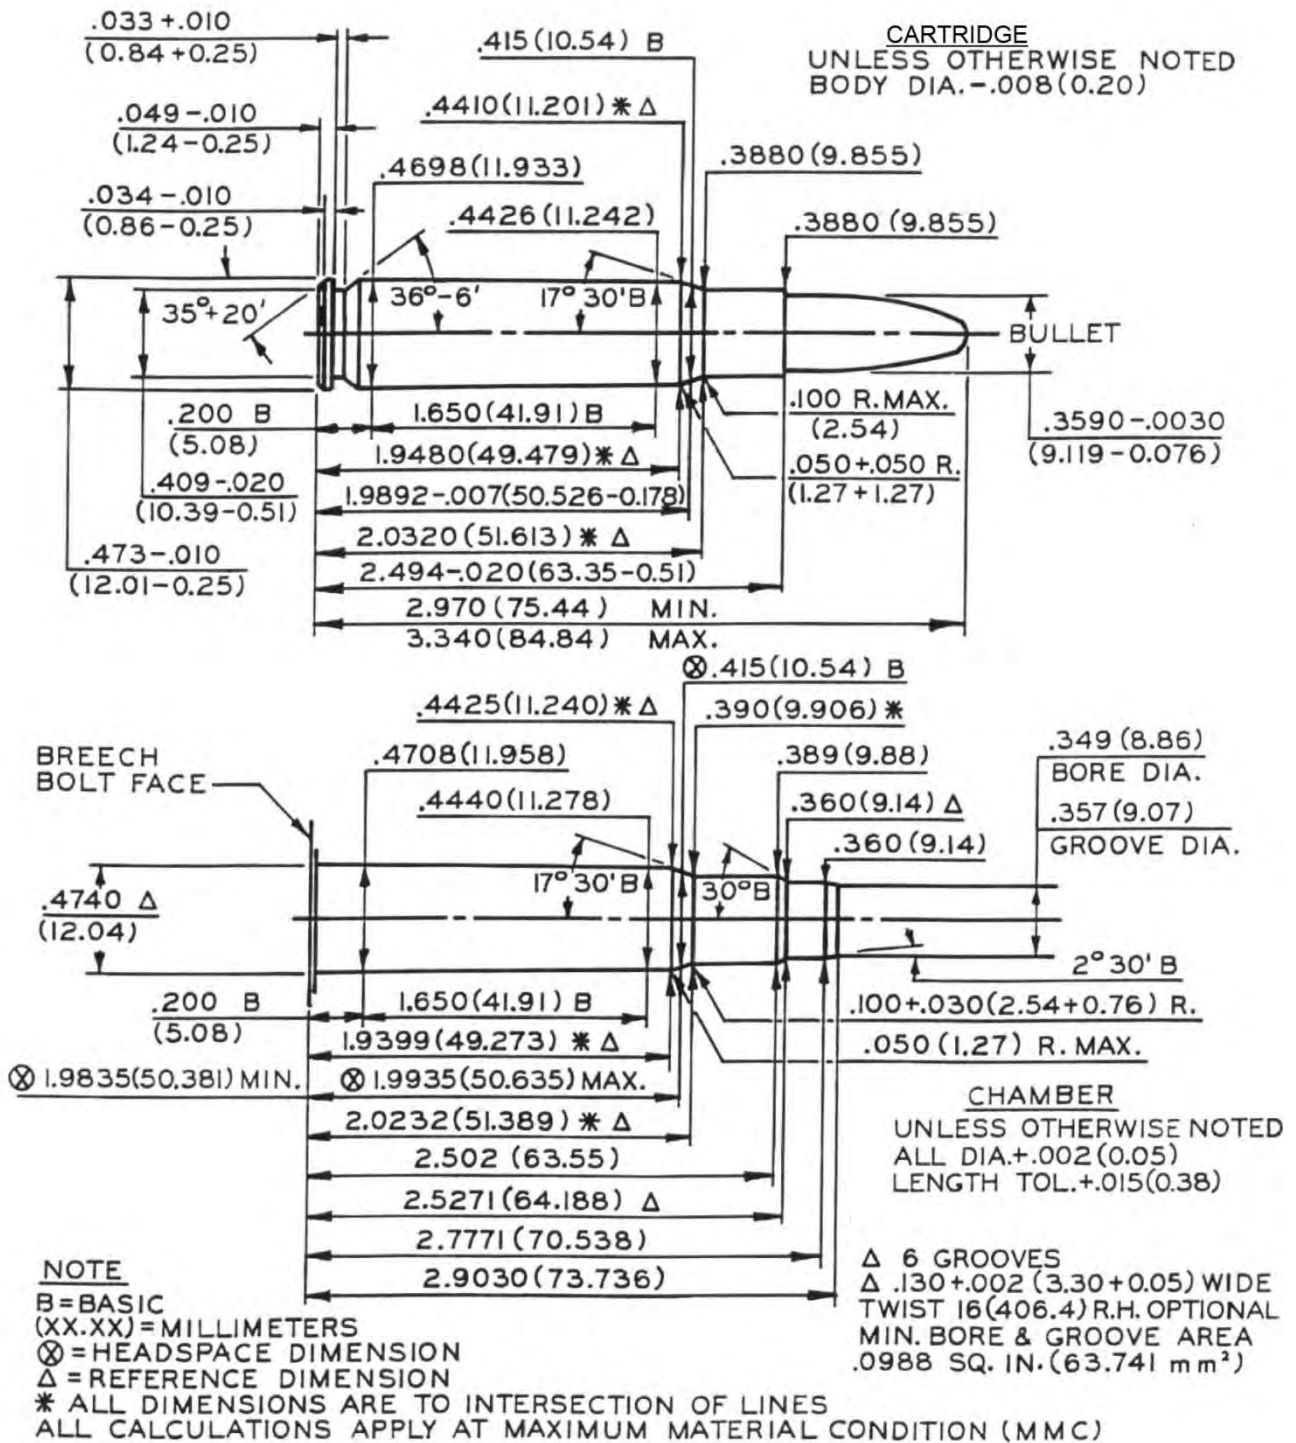 CARTRIDGE
UNLESS OTHERWISE NOTED
BODY DIA.-.008(0.20)
.033+.010
(0.84+0.25)
.415(10.54) B
.049-.010
(1.24-0.25)
.4410(11.201)* Δ
.034-.010
(0.86-0.25)
.4698(11.933)
.3880(9.855)
.4426(11.242)
.3880(9.855)
35°+20'
36°-6'
17°30'B
BULLET
.200 B
(5.08)
1.650(41.91)B
.100 R.MAX.
(2.54)
.3590-.0030
(9.119-0.076)
1.9480(49.479)* Δ
.050+.050 R.
(1.27+1.27)
.409-.020
(10.39-0.51)
1.9892-.007(50.526-0.178)
2.0320(51.613)* Δ
.473-.010
(12.01-0.25)
2.494-.020(63.35-0.51)
2.970(75.44) MIN.
3.340(84.84) MAX.
⊗.415(10.54) B
.4425(11.240)* Δ
.390(9.906)*
BREECH
BOLT FACE
.4708(11.958)
.389(9.88)
.349(8.86)
BORE DIA.
.4440(11.278)
.360(9.14) Δ
.357(9.07)
GROOVE DIA.
.360(9.14)
17°30'B
30°B
.4740 Δ
(12.04)
2°30' B
.200 B
(5.08)
1.650(41.91) B
.100+.030(2.54+0.76) R.
1.9399(49.273) * Δ
.050(1.27) R. MAX.
⊗ 1.9835(50.381)MIN.
⊗ 1.9935(50.635)MAX.
2.0232(51.389) * Δ
2.502 (63.55)
2.5271(64.188) Δ
2.7771(70.538)
2.9030(73.736)
CHAMBER
UNLESS OTHERWISE NOTED
ALL DIA.+.002(0.05)
LENGTH TOL.+.015(0.38)
Δ 6 GROOVES
Δ .130+.002(3.30+0.05)WIDE
TWIST 16(406.4)R.H. OPTIONAL
MIN. BORE & GROOVE AREA
.0988 SQ. IN.(63.741 mm²)
NOTE
B=BASIC
(XX.XX)=MILLIMETERS
⊗=HEADSPACE DIMENSION
Δ=REFERENCE DIMENSION
* ALL DIMENSIONS ARE TO INTERSECTION OF LINES
ALL CALCULATIONS APPLY AT MAXIMUM MATERIAL CONDITION (MMC)